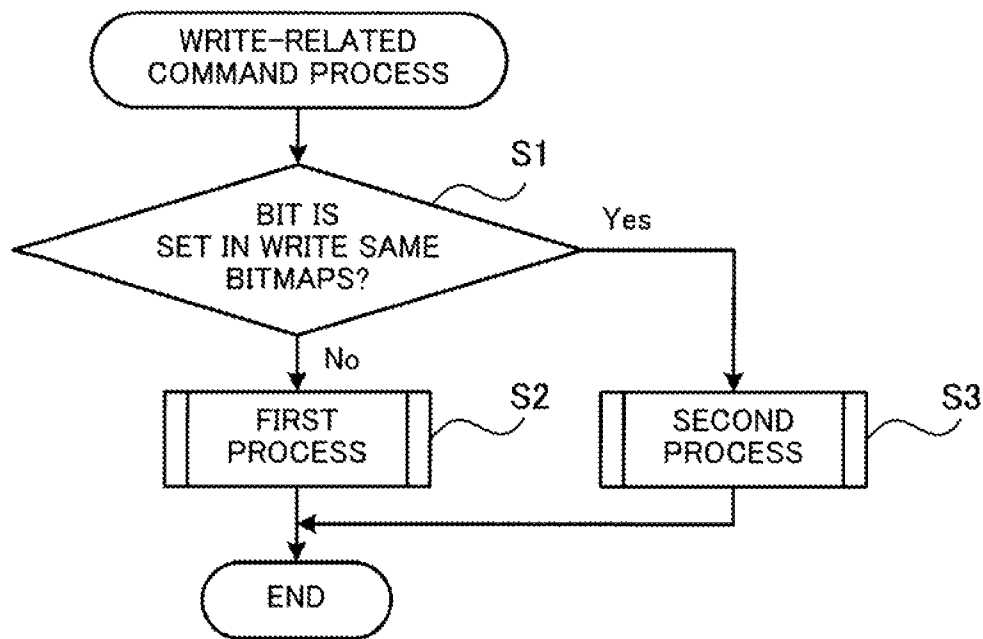 WRITE-RELATED
COMMAND PROCESS
S1
BIT IS
SET IN WRITE SAME
BITMAPS?
Yes
No
S2
FIRST
PROCESS
S3
SECOND
PROCESS
END